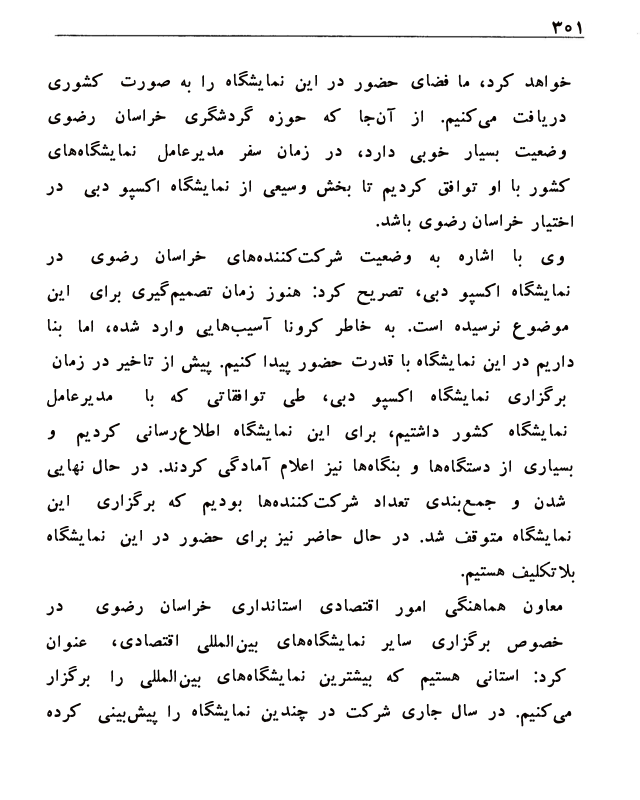 ۳۰۱
خواهد کرد، ما فضای حضور در این نمایشگاه را به صورت کشوری
دریافت می‌کنیم. از آن‌جا که حوزه گردشگری خراسان رضوی
وضعیت بسیار خوبی دارد، در زمان سفر مدیرعامل نمایشگاه‌های
کشور با او توافق کردیم تا بخش وسیعی از نمایشگاه اکسپو دبی در
اختیار خراسان رضوی باشد.
وی با اشاره به وضعیت شرکت‌کننده‌های خراسان رضوی در
نمایشگاه اکسپو دبی، تصریح کرد: هنوز زمان تصمیم‌گیری برای این
موضوع نرسیده است. به خاطر کرونا آسیب‌هایی وارد شده، اما بنا
داریم در این نمایشگاه با قدرت حضور پیدا کنیم. پیش از تاخیر در زمان
برگزاری نمایشگاه اکسپو دبی، طی توافقاتی که با مدیرعامل
نمایشگاه کشور داشتیم، برای این نمایشگاه اطلاع‌رسانی کردیم و
بسیاری از دستگاه‌ها و بنگاه‌ها نیز اعلام آمادگی کردند. در حال نهایی
شدن و جمع‌بندی تعداد شرکت‌کننده‌ها بودیم که برگزاری این
نمایشگاه متوقف شد. در حال حاضر نیز برای حضور در این نمایشگاه
بلاتکلیف هستیم.
معاون هماهنگی امور اقتصادی استانداری خراسان رضوی در
خصوص برگزاری سایر نمایشگاه‌های بین‌المللی اقتصادی، عنوان
کرد: استانی هستیم که بیشترین نمایشگاه‌های بین‌المللی را برگزار
می‌کنیم. در سال جاری شرکت در چندین نمایشگاه را پیش‌بینی کرده